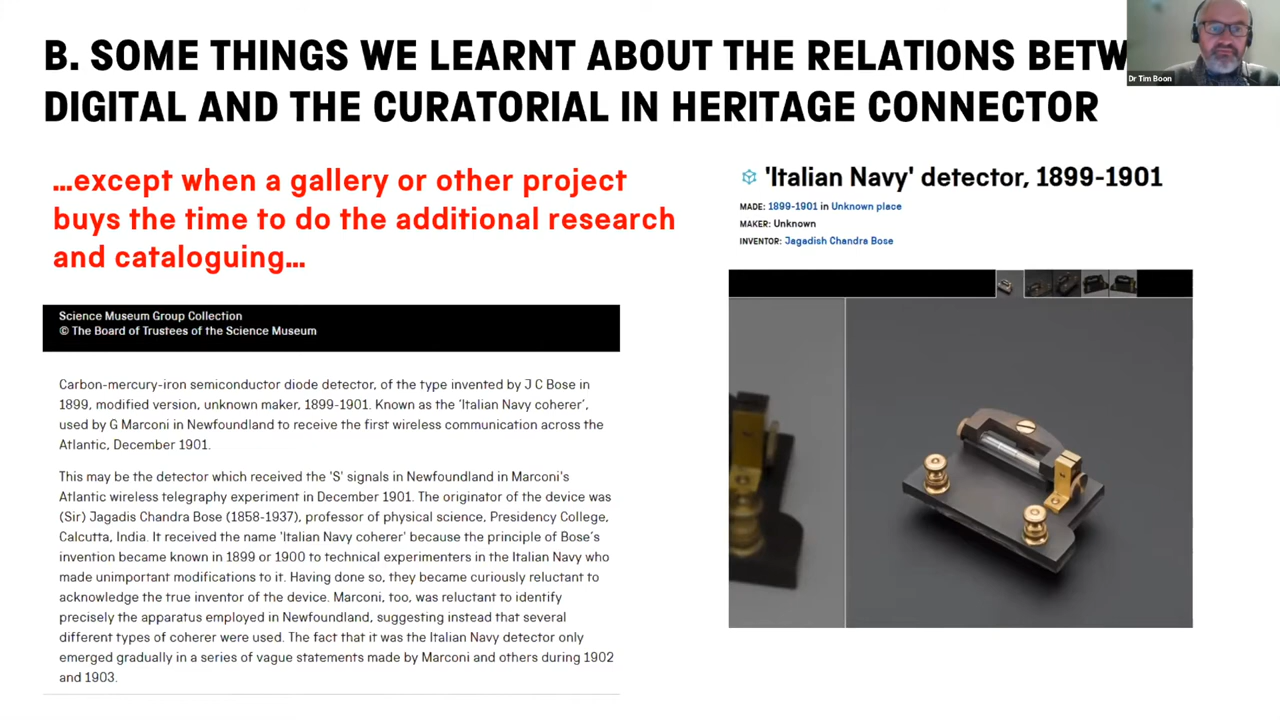 B. SOME THINGS WE LEARNT ABOUT THE RELATIONS BETW
DIGITAL AND THE CURATORIAL IN HERITAGE CONNECTOR
Dr Tim Boon
...except when a gallery or other project
buys the time to do the additional research
and cataloguing...
Science Museum Group Collection
© The Board of Trustees of the Science Museum
Carbon-mercury-iron semiconductor diode detector, of the type invented by J C Bose in
1899, modified version, unknown maker, 1899-1901. Known as the 'Italian Navy coherer',
used by G Marconi in Newfoundland to receive the first wireless communication across the
Atlantic, December 1901.
This may be the detector which received the 'S' signals in Newfoundland in Marconi's
Atlantic wireless telegraphy experiment in December 1901. The originator of the device was
(Sir) Jagadis Chandra Bose (1858-1937), professor of physical science, Presidency College,
Calcutta, India. It received the name 'Italian Navy coherer' because the principle of Bose's
invention became known in 1899 or 1900 to technical experimenters in the Italian Navy who
made unimportant modifications to it. Having done so, they became curiously reluctant to
acknowledge the true inventor of the device. Marconi, too, was reluctant to identify
precisely the apparatus employed in Newfoundland, suggesting instead that several
different types of coherer were used. The fact that it was the Italian Navy detector only
emerged gradually in a series of vague statements made by Marconi and others during 1902
and 1903.
'Italian Navy' detector, 1899-1901
MADE: 1899-1901 in Unknown place
MAKER: Unknown
INVENTOR: Jagadish Chandra Bose